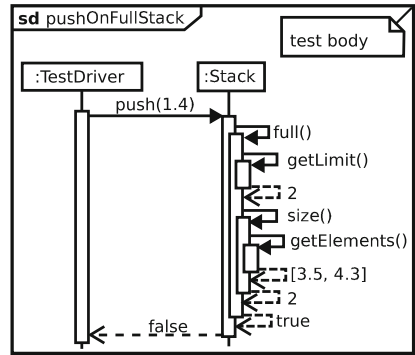 sd pushOnFullStack
test body
:TestDriver
:Stack
push(1.4)
full()
getLimit()
2
size()
getElements()
[3.5, 4.3]
2
true
false